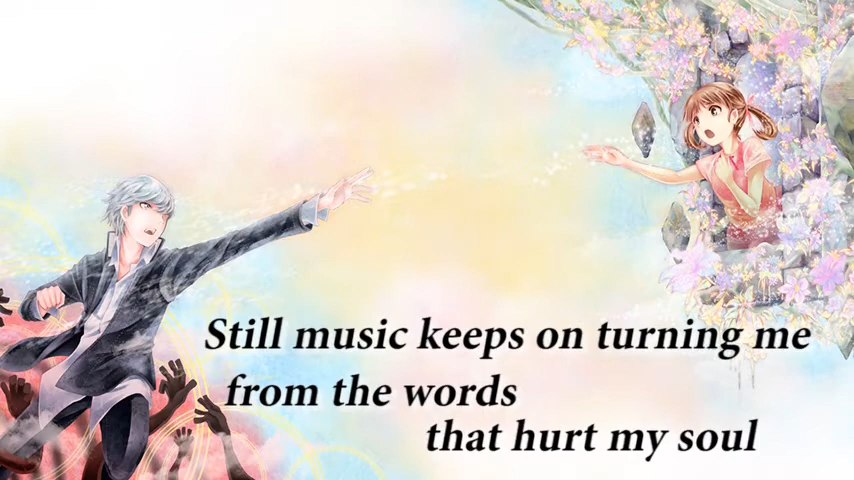 Still music keeps on turning me
from the words
that hurt my soul